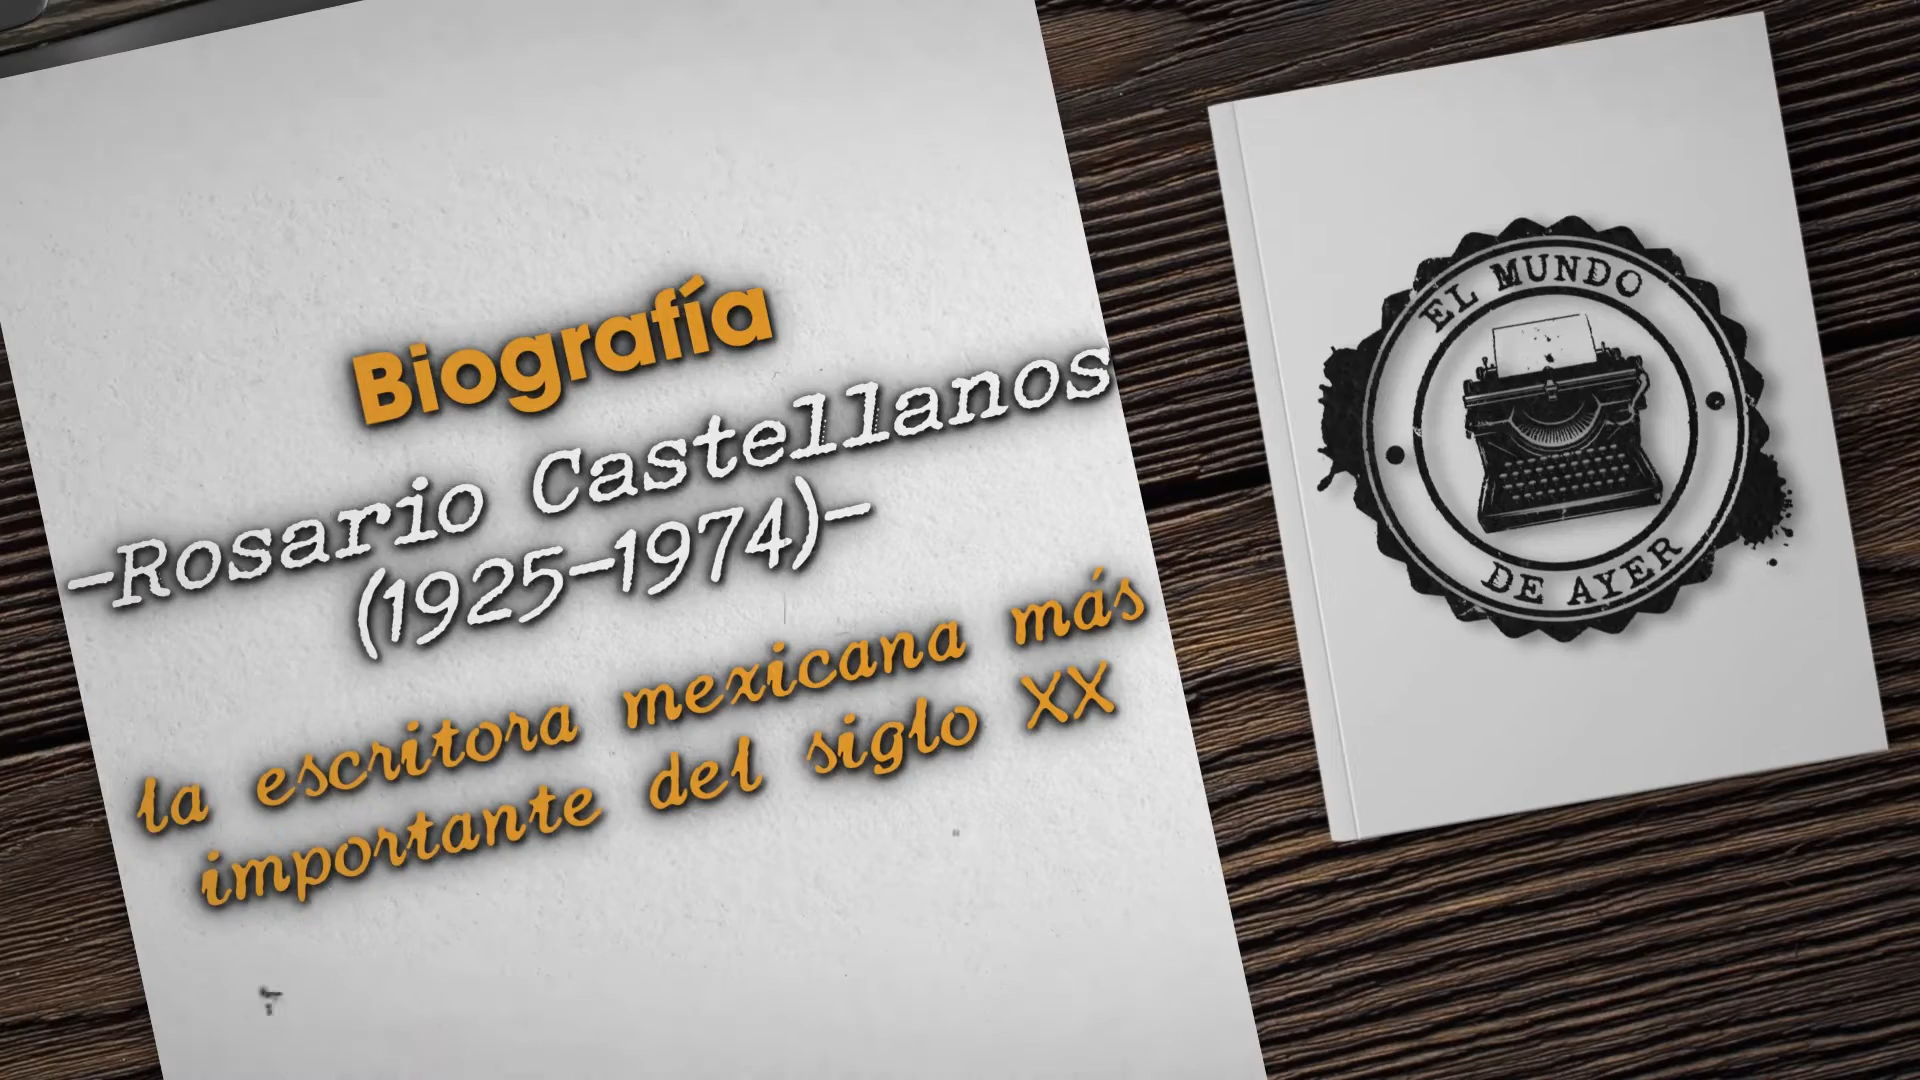 Biografía
-Rosario Castellanos
(1925-1974)-
la escritora mexicana más
importante del siglo XX
EL MUNDO
DE AYER